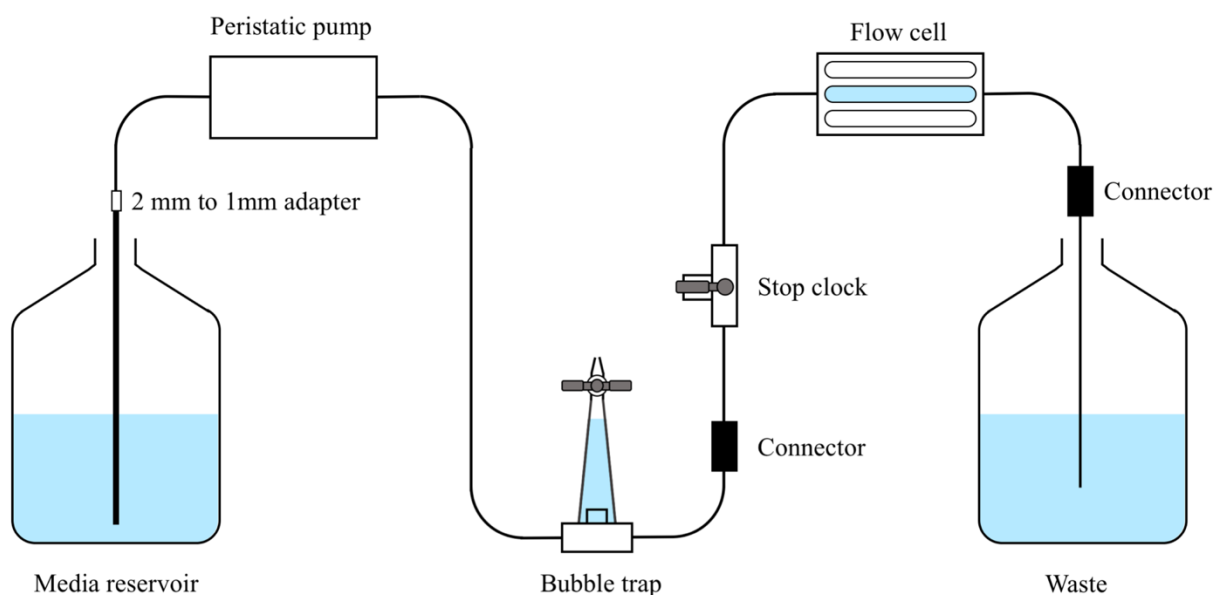 Peristatic pump
Flow cell
2 mm to 1mm adapter
Connector
Stop clock
Connector
Media reservoir
Bubble trap
Waste